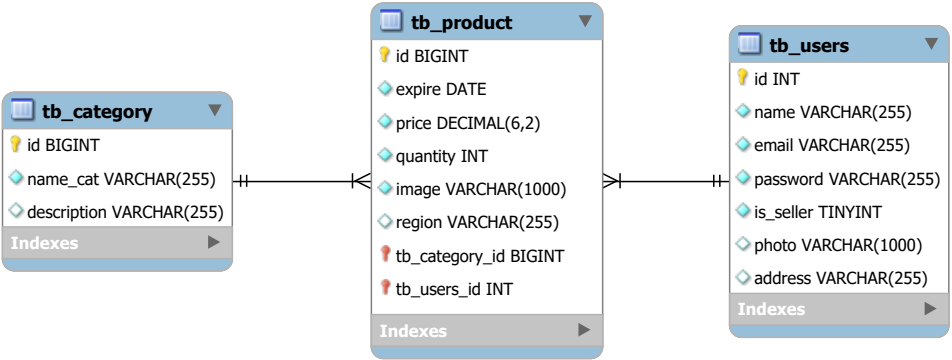 tb_category
id BIGINT
name_cat VARCHAR(255)
description VARCHAR(255)
Indexes
tb_product
id BIGINT
expire DATE
price DECIMAL(6,2)
quantity INT
image VARCHAR(1000)
region VARCHAR(255)
tb_category_id BIGINT
tb_users_id INT
Indexes
tb_users
id INT
name VARCHAR(255)
email VARCHAR(255)
password VARCHAR(255)
is_seller TINYINT
photo VARCHAR(1000)
address VARCHAR(255)
Indexes